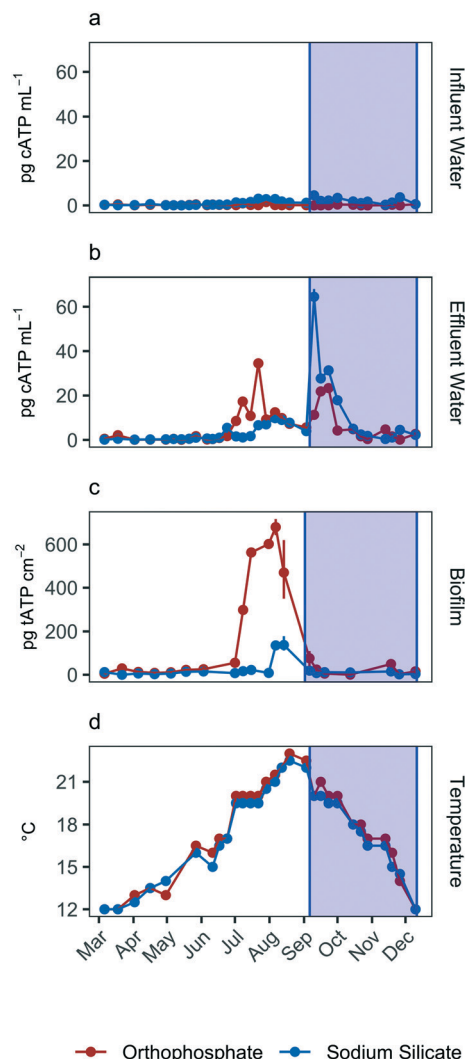 a
60
40
20
0
pg cATP mL⁻¹
Influent Water
b
60
40
20
0
pg cATP mL⁻¹
Effluent Water
c
600
400
200
0
pg tATP cm⁻²
Biofilm
d
21
18
15
12
°C
Temperature
Mar Apr May Jun Jul Aug Sep Oct Nov Dec
Orthophosphate Sodium Silicate